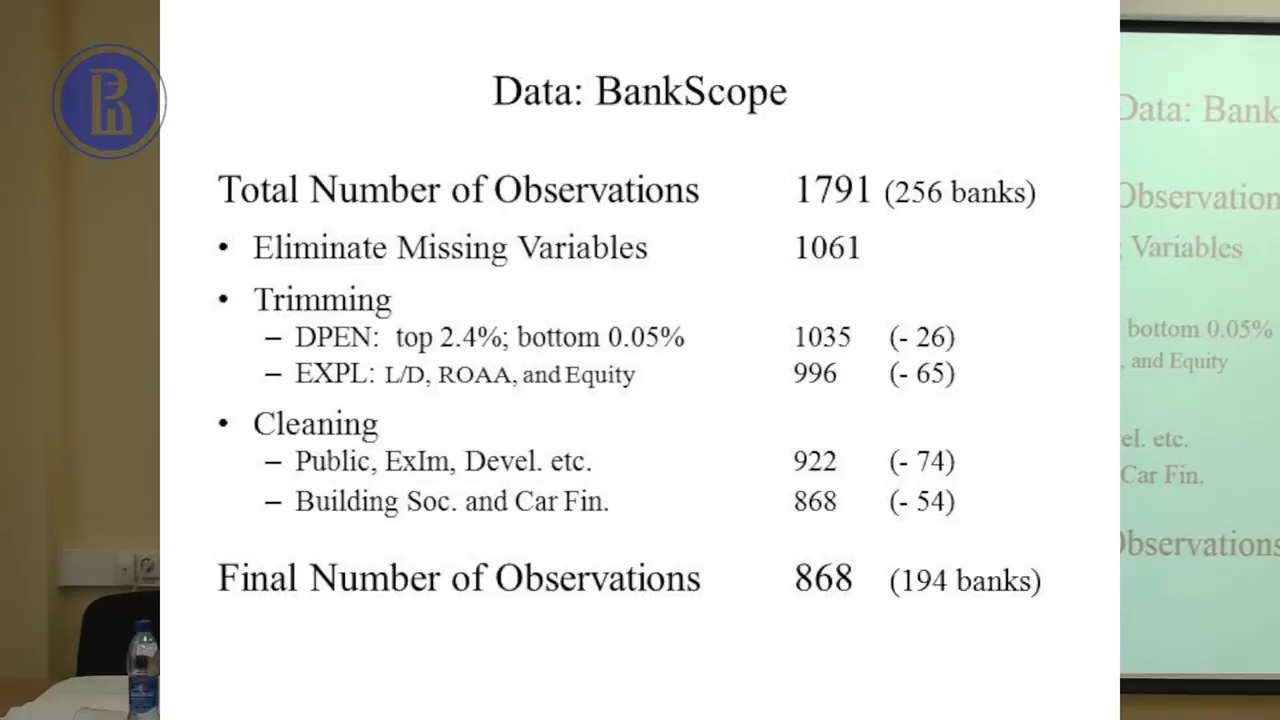 Data: BankScope
Total Number of Observations 1791 (256 banks)
• Eliminate Missing Variables 1061
• Trimming
– DPEN: top 2.4%; bottom 0.05% 1035 (- 26)
– EXPL: L/D, ROAA, and Equity 996 (- 65)
• Cleaning
– Public, ExIm, Devel. etc. 922 (- 74)
– Building Soc. and Car Fin. 868 (- 54)
Final Number of Observations 868 (194 banks)
Data: Bank
Observation
Variables
bottom 0.05%
, and Equity
el. etc.
Car Fin.
Observations